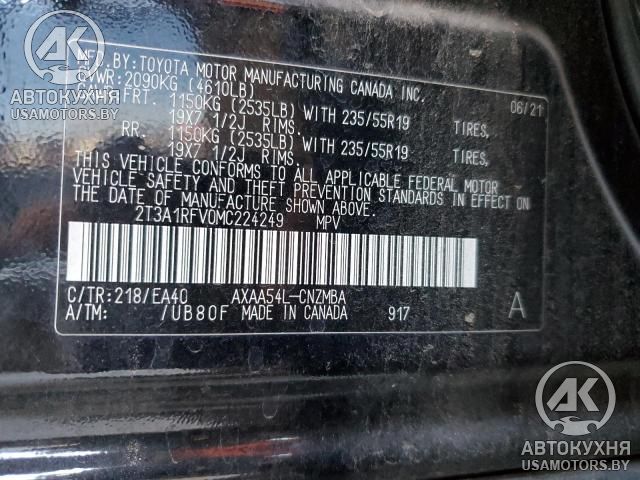 MFD.BY:TOYOTA MOTOR MANUFACTURING CANADA INC.
GVWR:2090KG (4610LB) 06/21
GAWR:FRT. 1150KG (2535LB) WITH 235/55R19 TIRES,
19X7 1/2J RIMS.
RR. 1150KG (2535LB) WITH 235/55R19 TIRES,
19X7 1/2J RIMS.
THIS VEHICLE CONFORMS TO ALL APPLICABLE FEDERAL MOTOR
VEHICLE SAFETY AND THEFT PREVENTION STANDARDS IN EFFECT ON
THE DATE OF MANUFACTURE SHOWN ABOVE.
2T3A1RFV0MC224249 MPV
C/TR:218/EA40 AXAA54L-CNZMBA
A/TM: /UB80F MADE IN CANADA 917 A
АК
АВТОКУХНЯ
USAMOTORS.BY
АК
АВТОКУХНЯ
USAMOTORS.BY